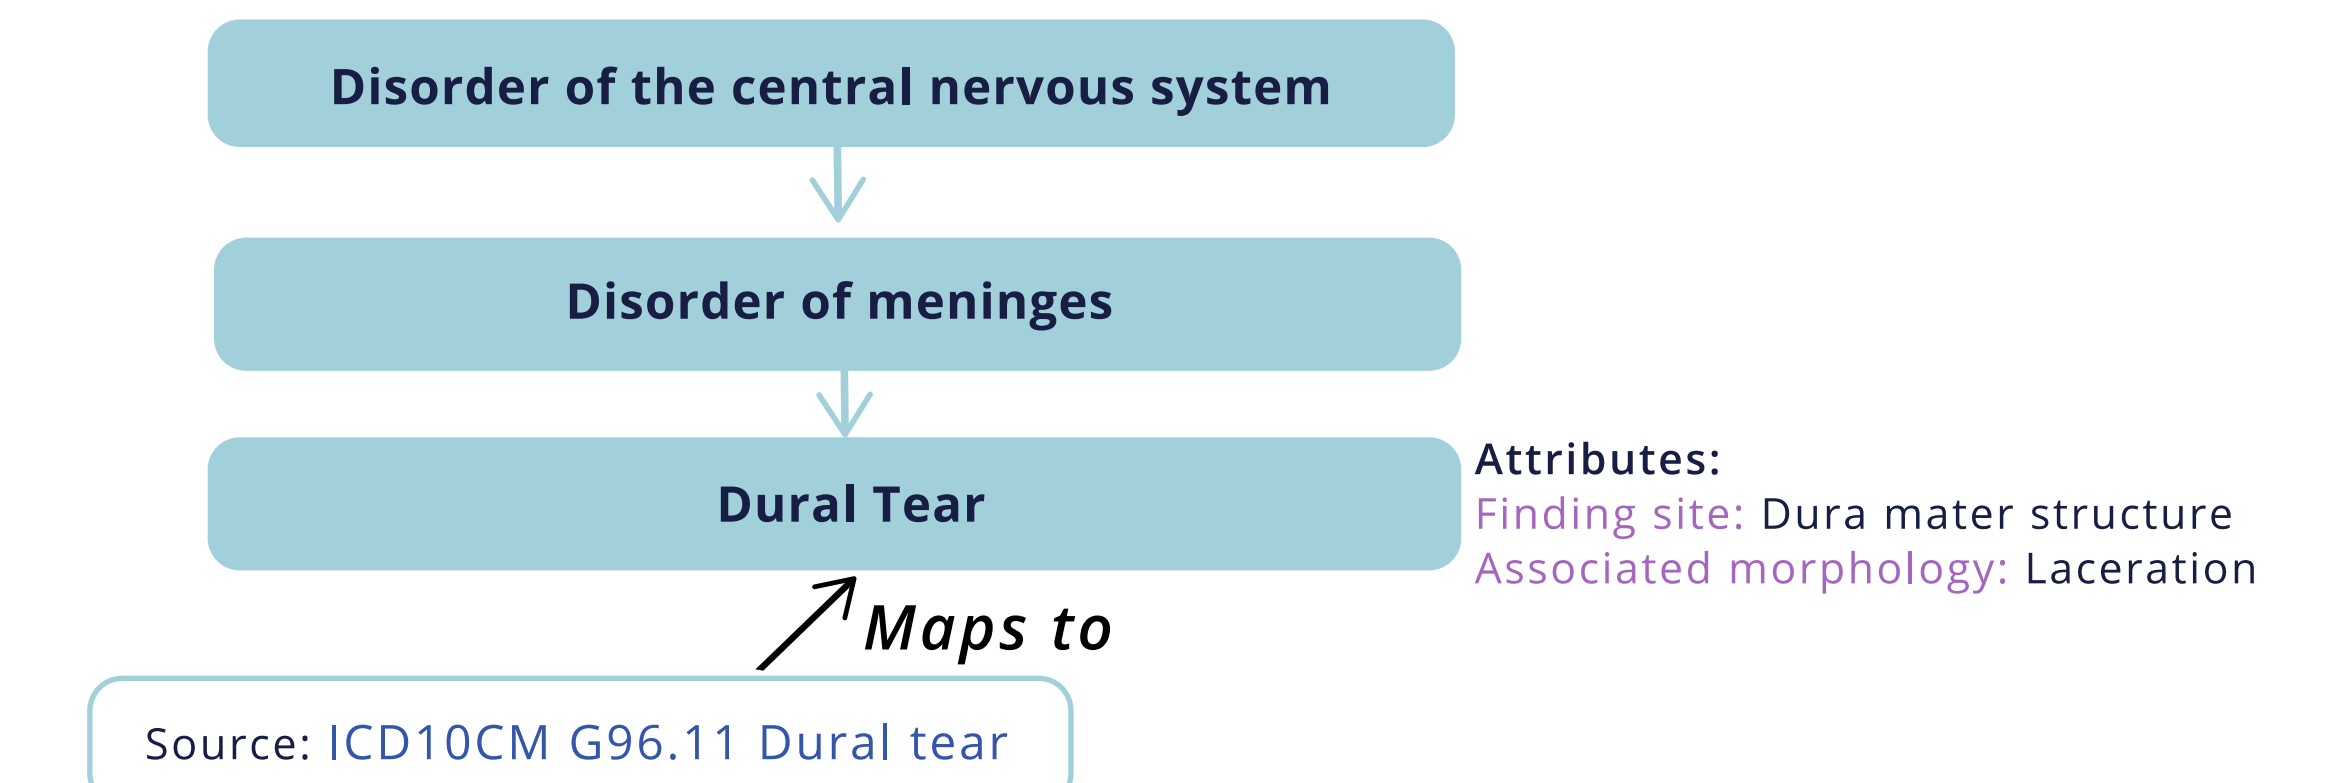 Disorder of the central nervous system
Disorder of meninges
Dural Tear
Attributes:
Finding site: Dura mater structure
Associated morphology: Laceration
Maps to
Source: ICD10CM G96.11 Dural tear